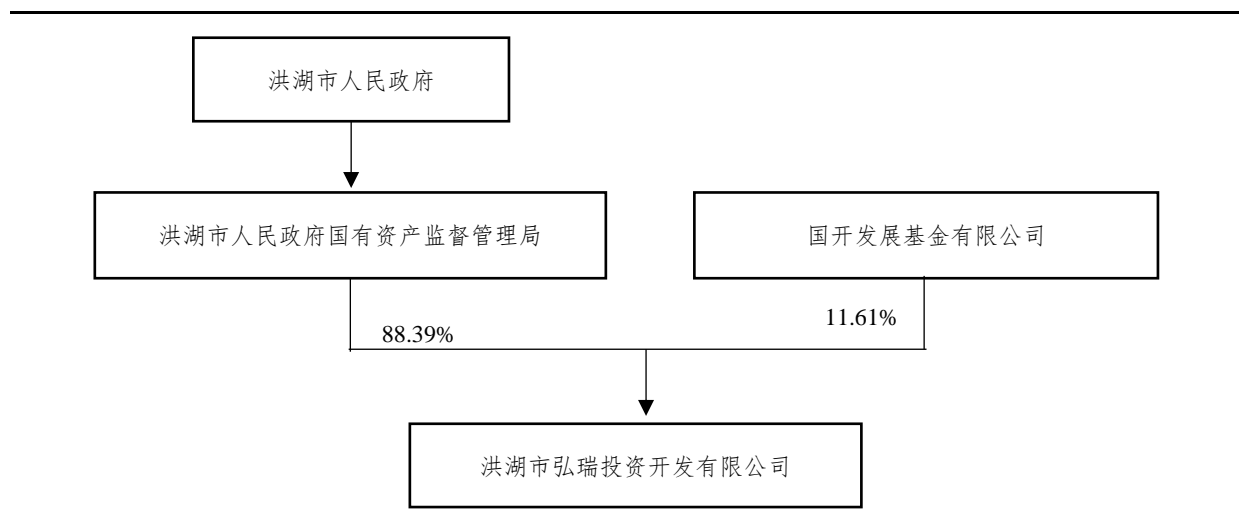 洪湖市人民政府
洪湖市人民政府国有资产监督管理局
国开发展基金有限公司
88.39%
11.61%
洪湖市弘瑞投资开发有限公司